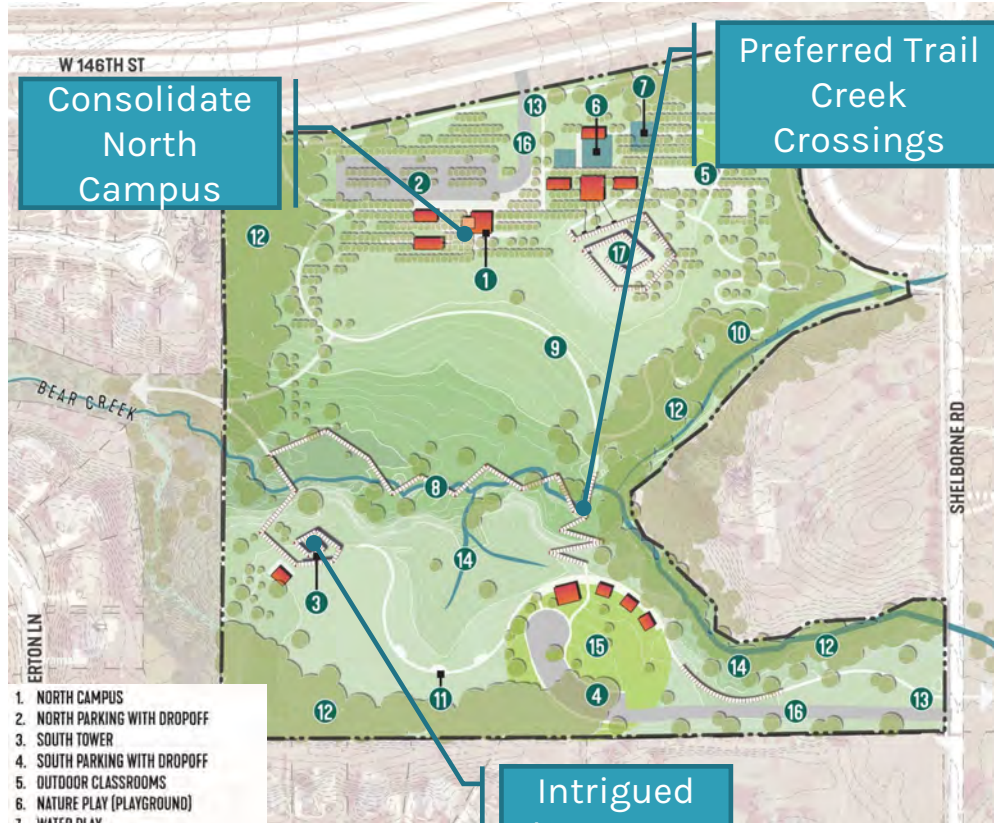 W 146TH ST
Consolidate
North
Campus
Preferred Trail
Creek
Crossings
7
6
13
16
5
2
12
17
1
10
9
12
BEAR CREEK
SHELBORNE RD
8
14
3
15
12
14
11
4
12
16
13
ERTON LN
1. NORTH CAMPUS
2. NORTH PARKING WITH DROPOFF
3. SOUTH TOWER
4. SOUTH PARKING WITH DROPOFF
5. OUTDOOR CLASSROOMS
6. NATURE PLAY (PLAYGROUND)
7. WATER PLAY
Intrigued